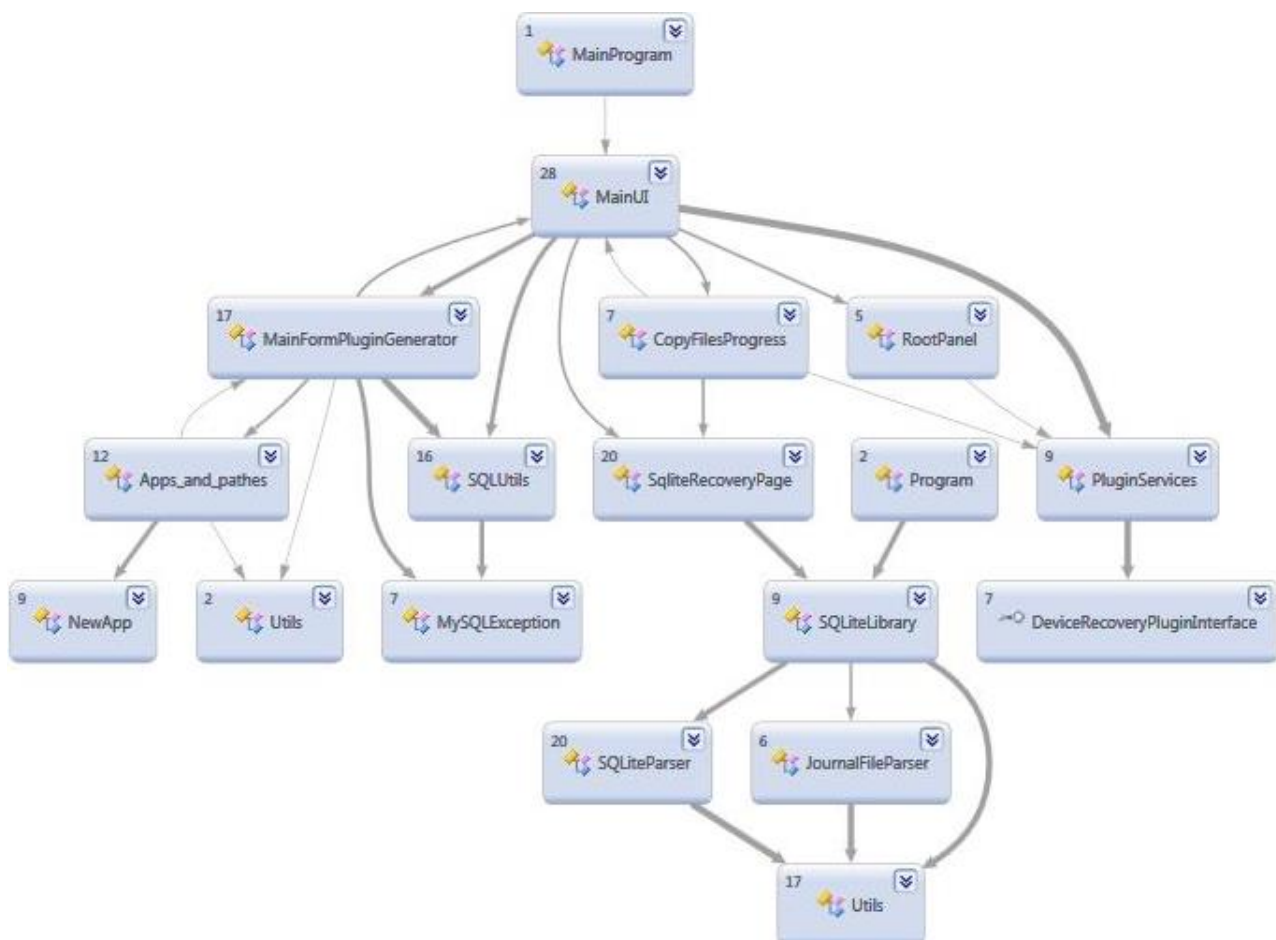 1
MainProgram
28
MainUI
17
MainFormPluginGenerator
7
CopyFilesProgress
5
RootPanel
12
Apps_and_pathes
16
SQLUtils
20
SqliteRecoveryPage
2
Program
9
PluginServices
9
NewApp
2
Utils
7
MySQLException
9
SQLiteLibrary
7
DeviceRecoveryPluginInterface
20
SQLiteParser
6
JournalFileParser
17
Utils